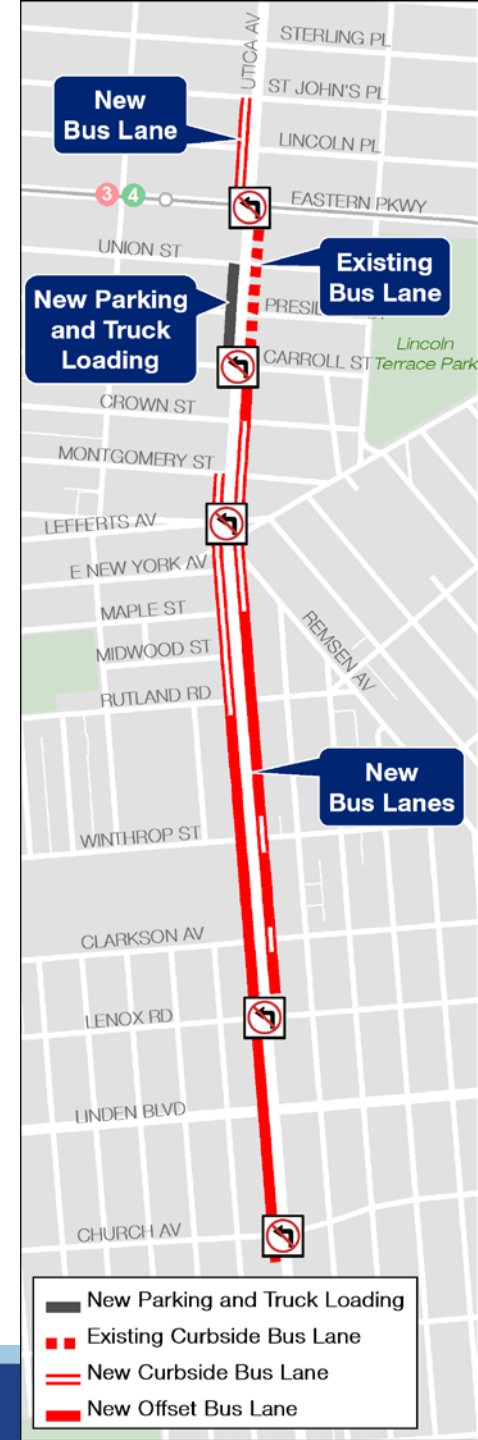 UTICA AV
STERLING PL
ST JOHN'S PL
New
Bus Lane
LINCOLN PL
3 4
EASTERN PKWY
UNION ST
Existing
Bus Lane
New Parking
and Truck
Loading
Lincoln
Terrace Park
CARROLL ST
CROWN ST
MONTGOMERY ST
LEFFERTS AV
E NEW YORK AV
MAPLE ST
REMSEN AV
MIDWOOD ST
RUTLAND RD
New
Bus Lanes
WINTHROP ST
CLARKSON AV
LENOX RD
LINDEN BLVD
CHURCH AV
New Parking and Truck Loading
Existing Curbside Bus Lane
New Curbside Bus Lane
New Offset Bus Lane